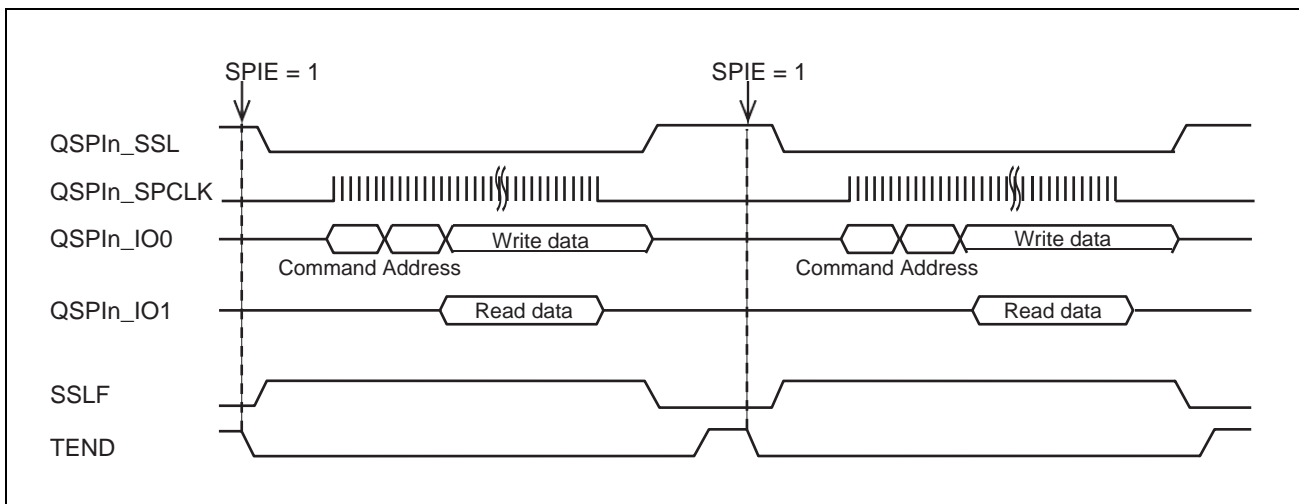 SPIE = 1 SPIE = 1
QSPIn_SSL
QSPIn_SPCLK
QSPIn_IO0 Write data Write data
Command Address Command Address
QSPIn_IO1 Read data Read data
SSLF
TEND